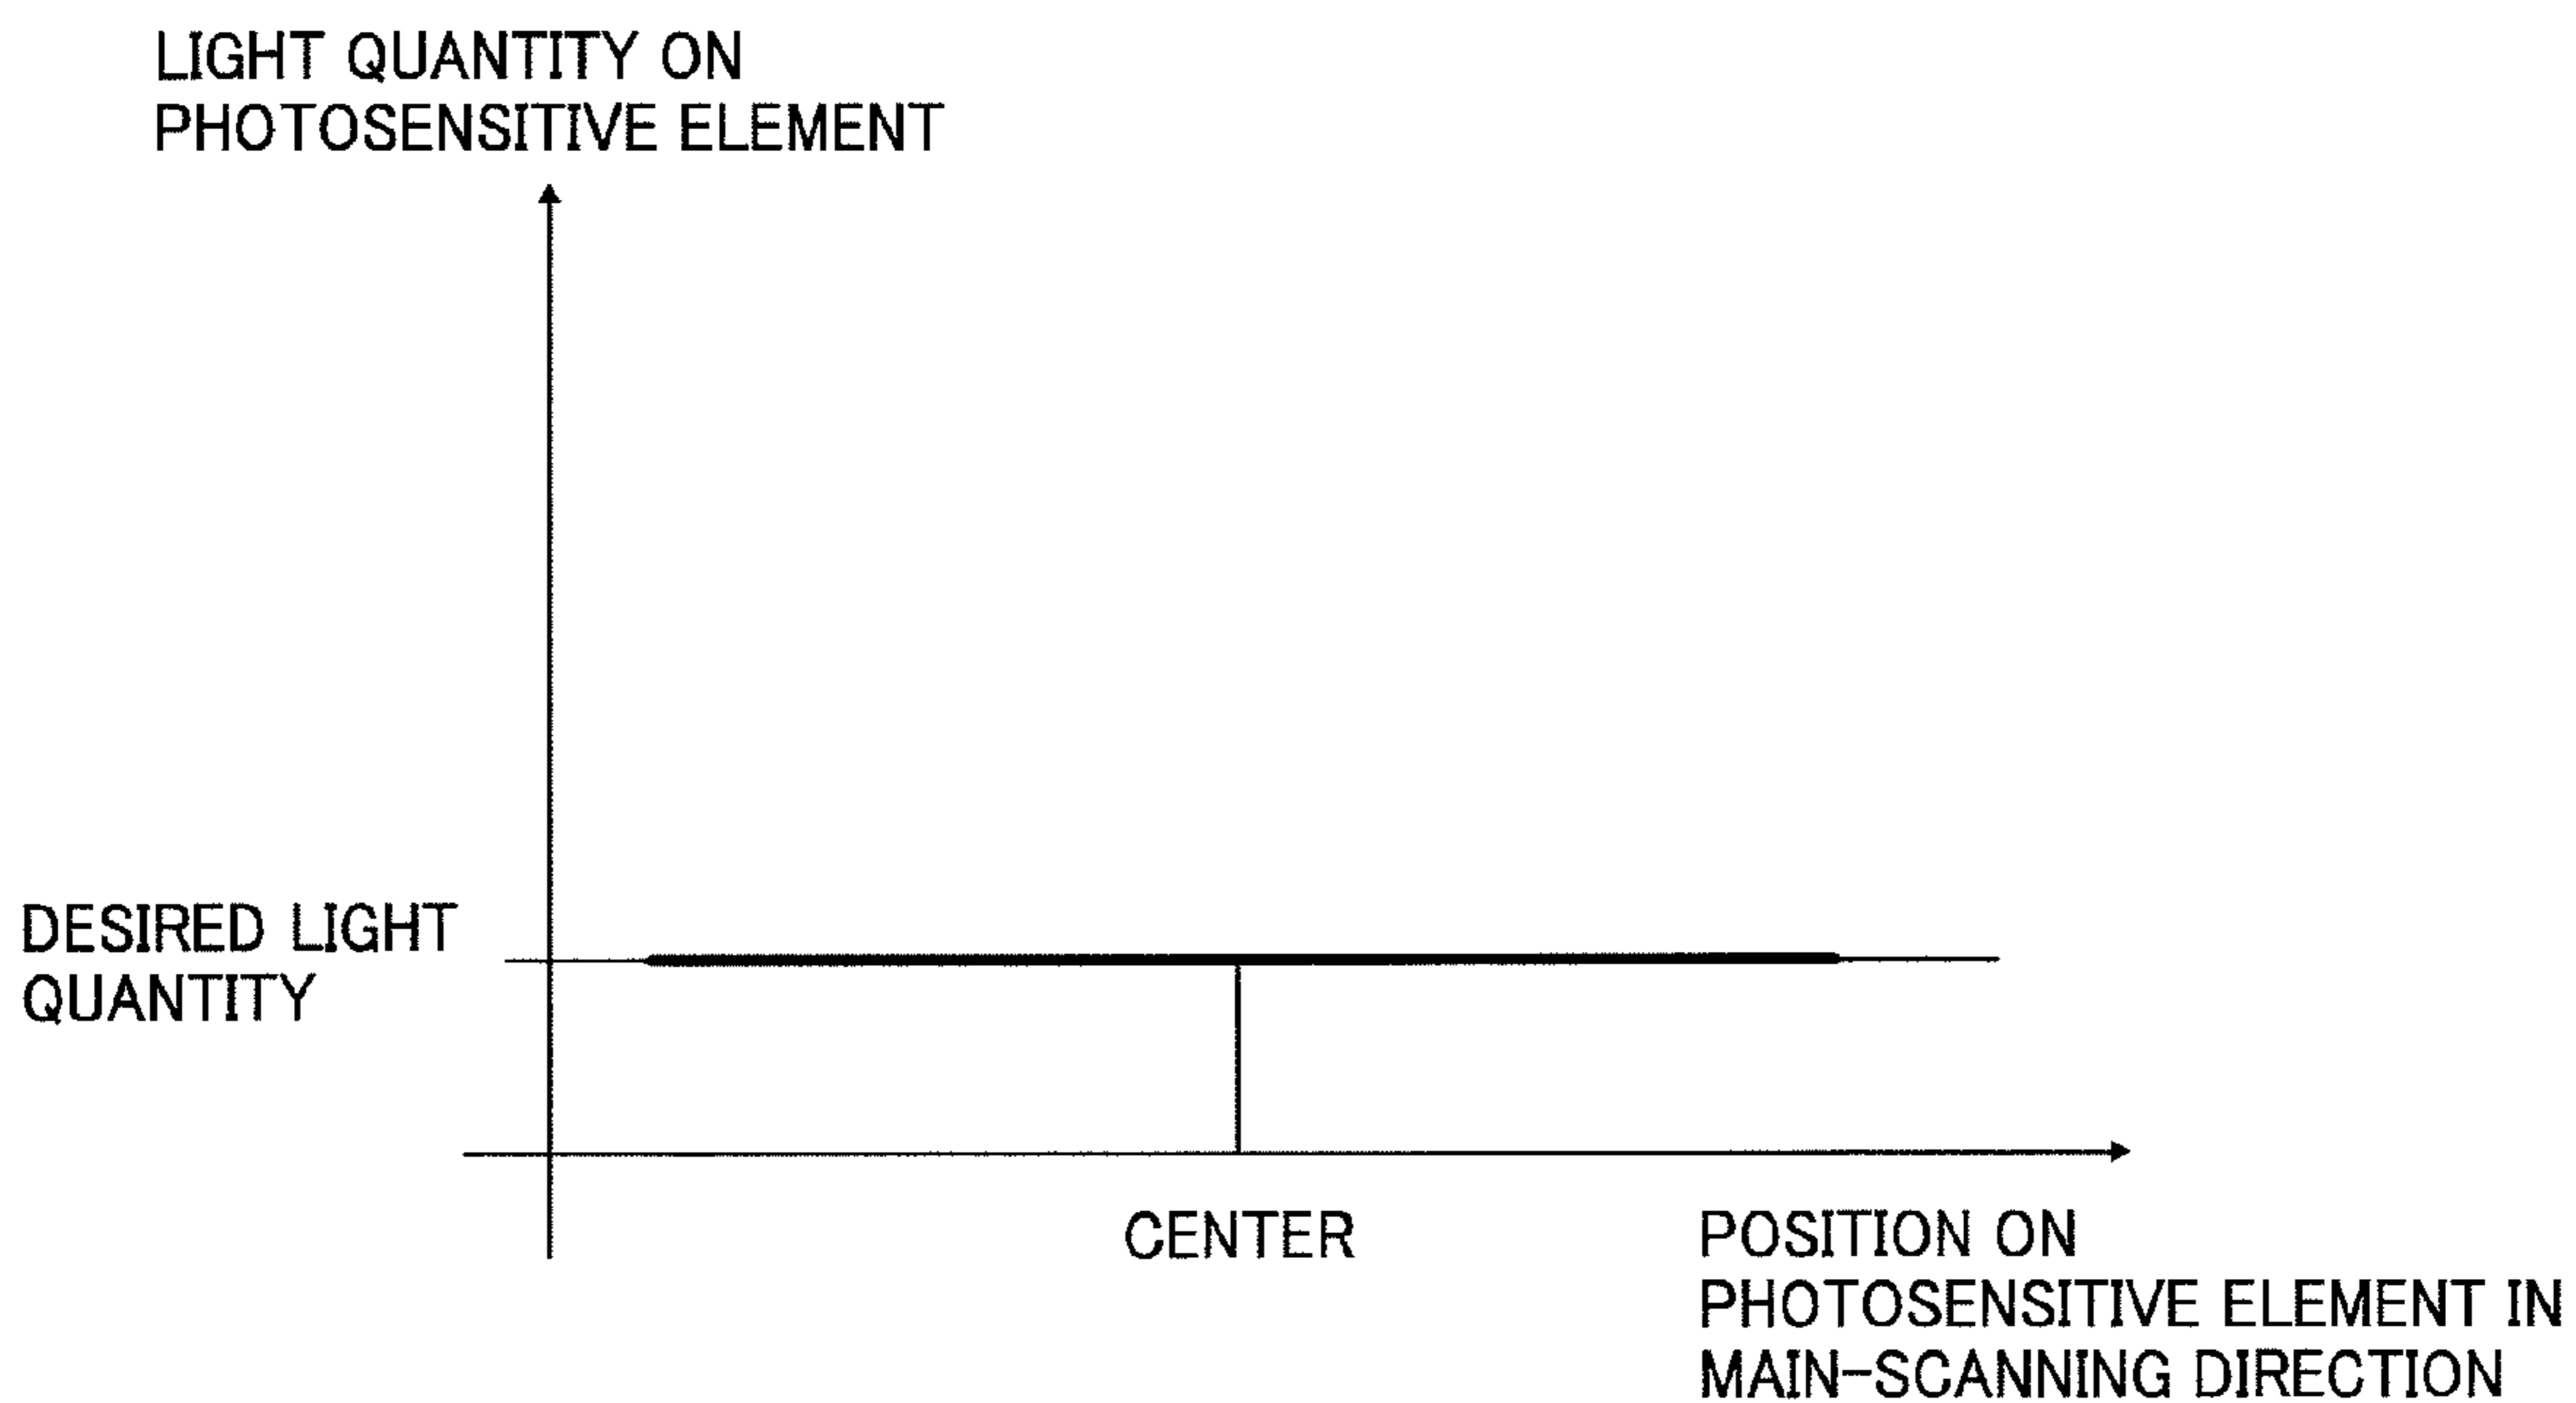 LIGHT QUANTITY ON
PHOTOSENSITIVE ELEMENT
DESIRED LIGHT
QUANTITY
CENTER
POSITION ON
PHOTOSENSITIVE ELEMENT IN
MAIN-SCANNING DIRECTION